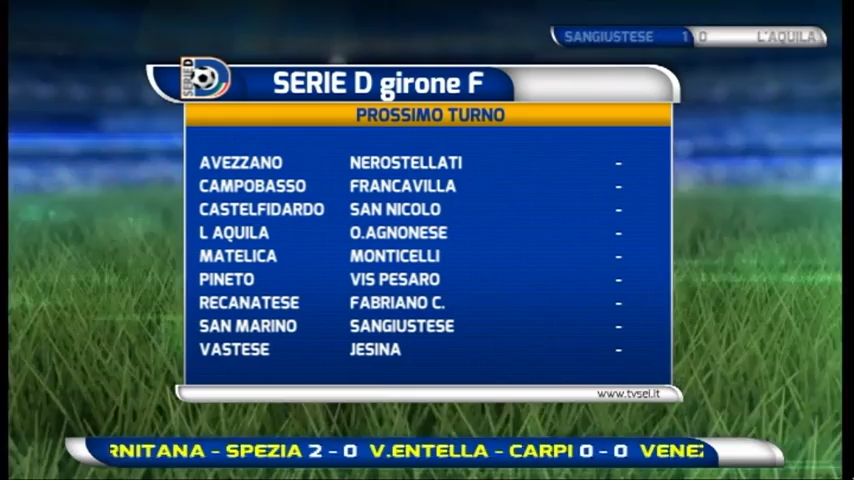 SANGIUSTESE 1 0 L'AQUILA
SERIE D
SERIE D girone F
PROSSIMO TURNO
AVEZZANO NEROSTELLATI -
CAMPOBASSO FRANCAVILLA -
CASTELFIDARDO SAN NICOLO -
L AQUILA O.AGNONESE -
MATELICA MONTICELLI -
PINETO VIS PESARO -
RECANATESE FABRIANO C. -
SAN MARINO SANGIUSTESE -
VASTESE JESINA -
www.tvsei.it
RNITANA - SPEZIA 2 - 0 V.ENTELLA - CARPI 0 - 0 VENEZ